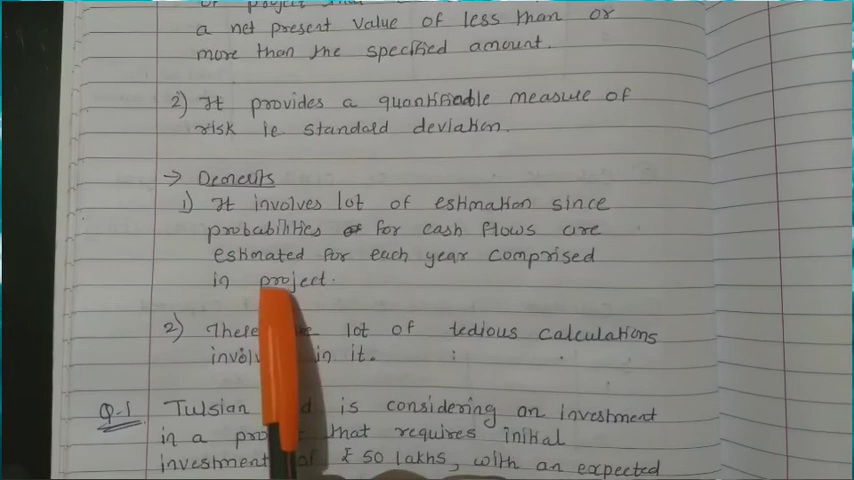 a net present value of less than or
more than the specified amount.
2) It provides a quantifiable measure of
risk ie standard deviation.
→ Demerits
1) It involves lot of estimation since
probabilities for cash flows are
estimated for each year comprised
in project.
2) There lot of tedious calculations
in it.
Q-1 Tulsian is considering an investment
in a that requires initial
investment of ₹ 50 lakhs, with an expected